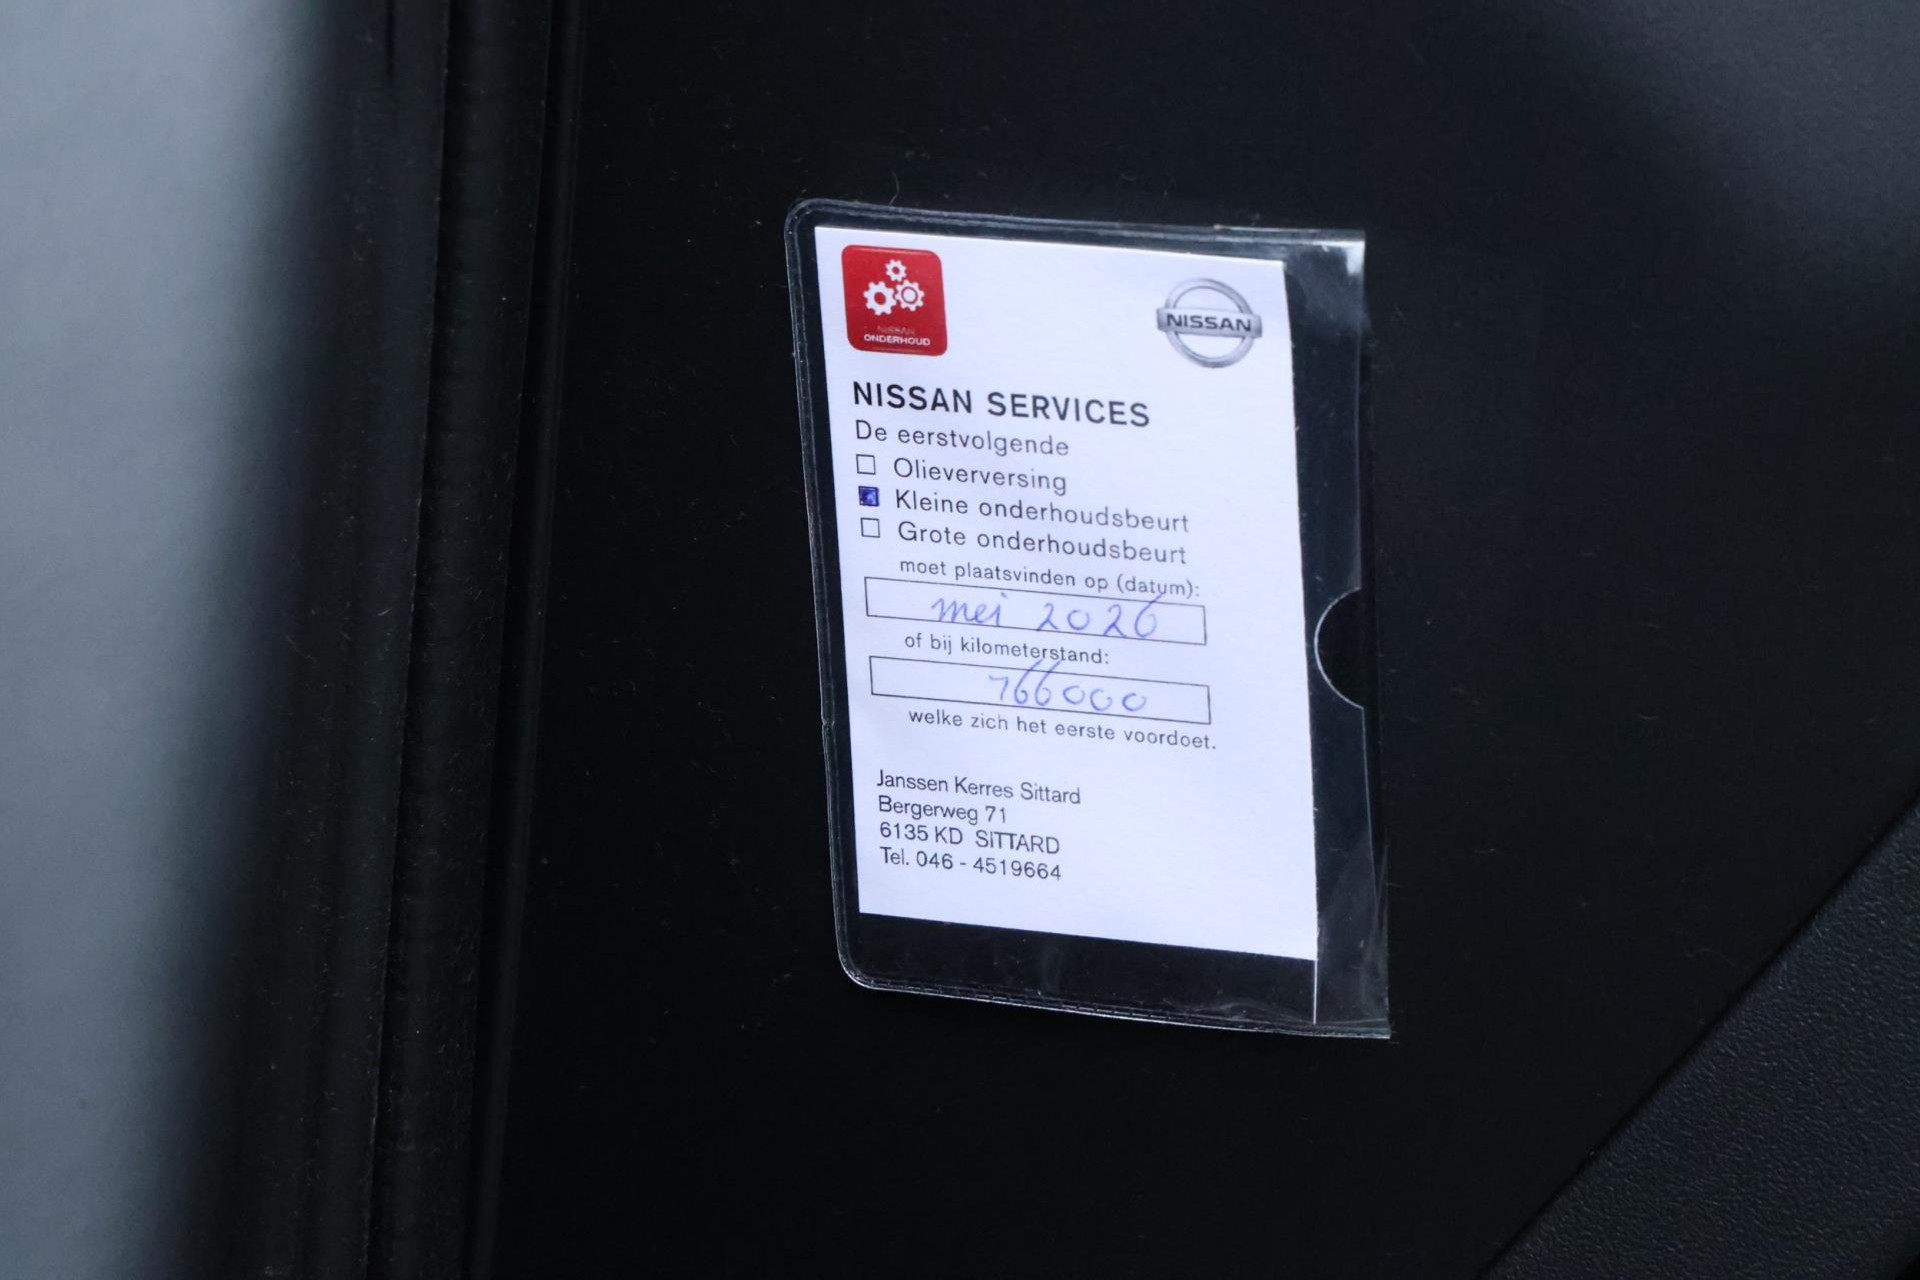 NISSAN
ONDERHOUD
NISSAN
NISSAN SERVICES
De eerstvolgende
Olieverversing
Kleine onderhoudsbeurt
Grote onderhoudsbeurt
moet plaatsvinden op (datum):
mei 2026
of bij kilometerstand:
166000
welke zich het eerste voordoet.
Janssen Kerres Sittard
Bergerweg 71
6135 KD SITTARD
Tel. 046 - 4519664